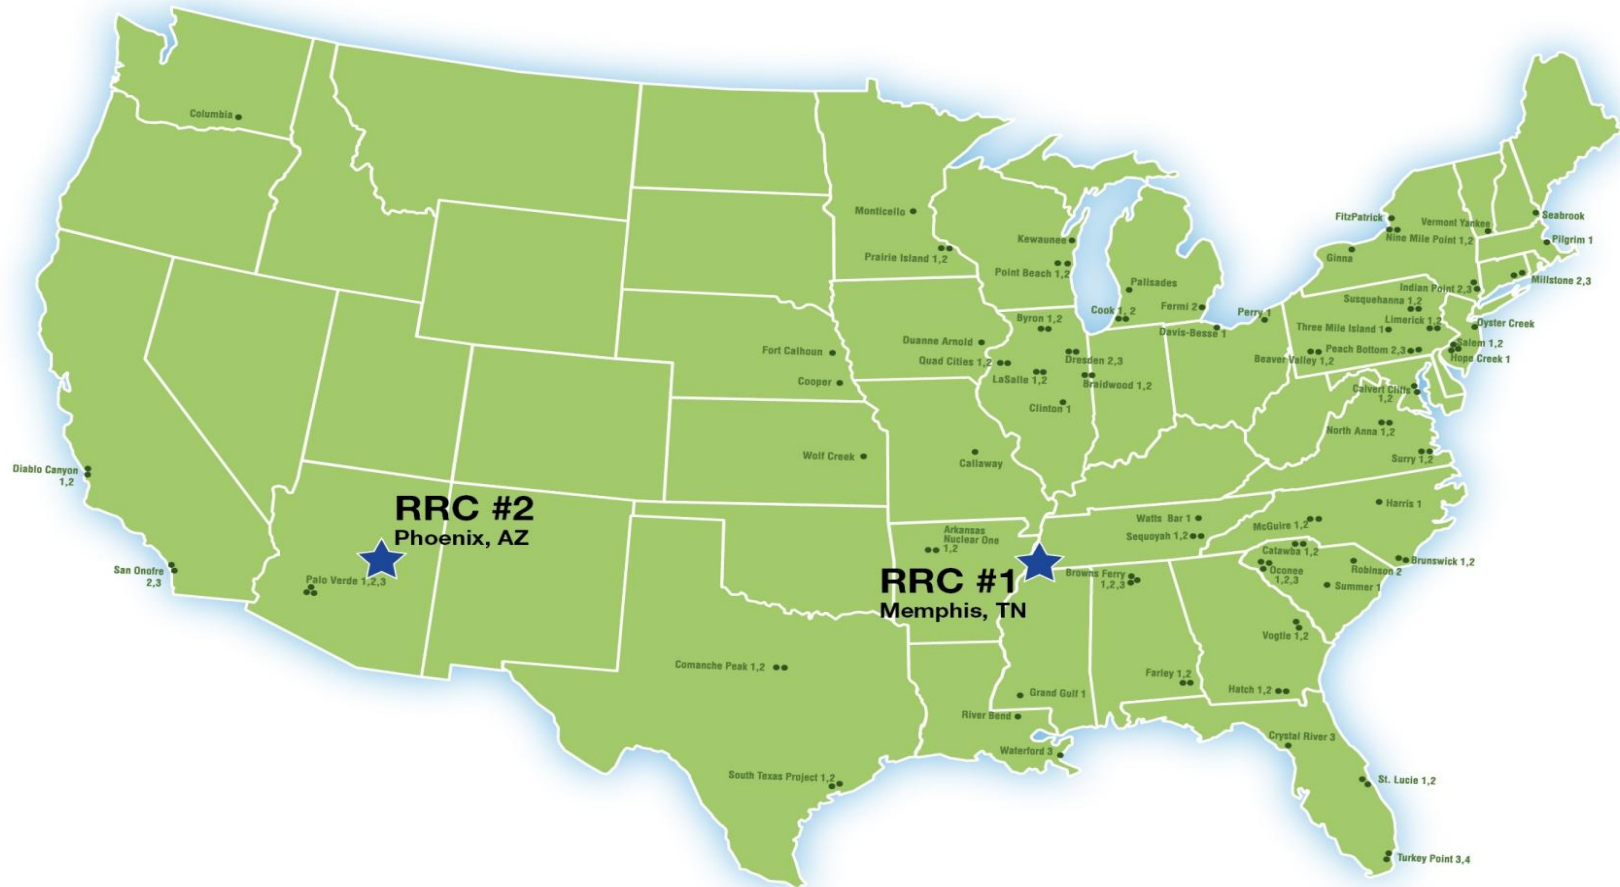 Columbia
Monticello
Prairie Island 1,2
Kewaunee
Point Beach 1,2
Palisades
Fermi 2
Cook 1, 2
Davis-Besse 1
Perry 1
FitzPatrick
Nine Mile Point 1,2
Ginna
Vermont Yankee
Seabrook
Pilgrim 1
Millstone 2,3
Indian Point 2,3
Susquehanna 1,2
Limerick 1,2
Three Mile Island 1
Oyster Creek
Salem 1,2
Hope Creek 1
Peach Bottom 2,3
Beaver Valley 1,2
Calvert Cliffs
1,2
North Anna 1,2
Surry 1,2
Byron 1,2
Duanne Arnold
Quad Cities 1,2
Dresden 2,3
LaSalle 1,2
Braidwood 1,2
Clinton 1
Fort Calhoun
Cooper
Wolf Creek
Callaway
Diablo Canyon
1,2
San Onofre
2,3
RRC #2
Phoenix, AZ
Palo Verde 1,2,3
Arkansas
Nuclear One
1,2
RRC #1
Memphis, TN
Watts Bar 1
Sequoyah 1,2
Browns Ferry
1,2,3
Harris 1
McGuire 1,2
Catawba 1,2
Oconee
1,2,3
Robinson 2
Brunswick 1,2
Summer 1
Vogtle 1,2
Hatch 1,2
Farley 1,2
Comanche Peak 1,2
South Texas Project 1,2
Grand Gulf 1
River Bend
Waterford 3
Crystal River 3
St. Lucie 1,2
Turkey Point 3,4